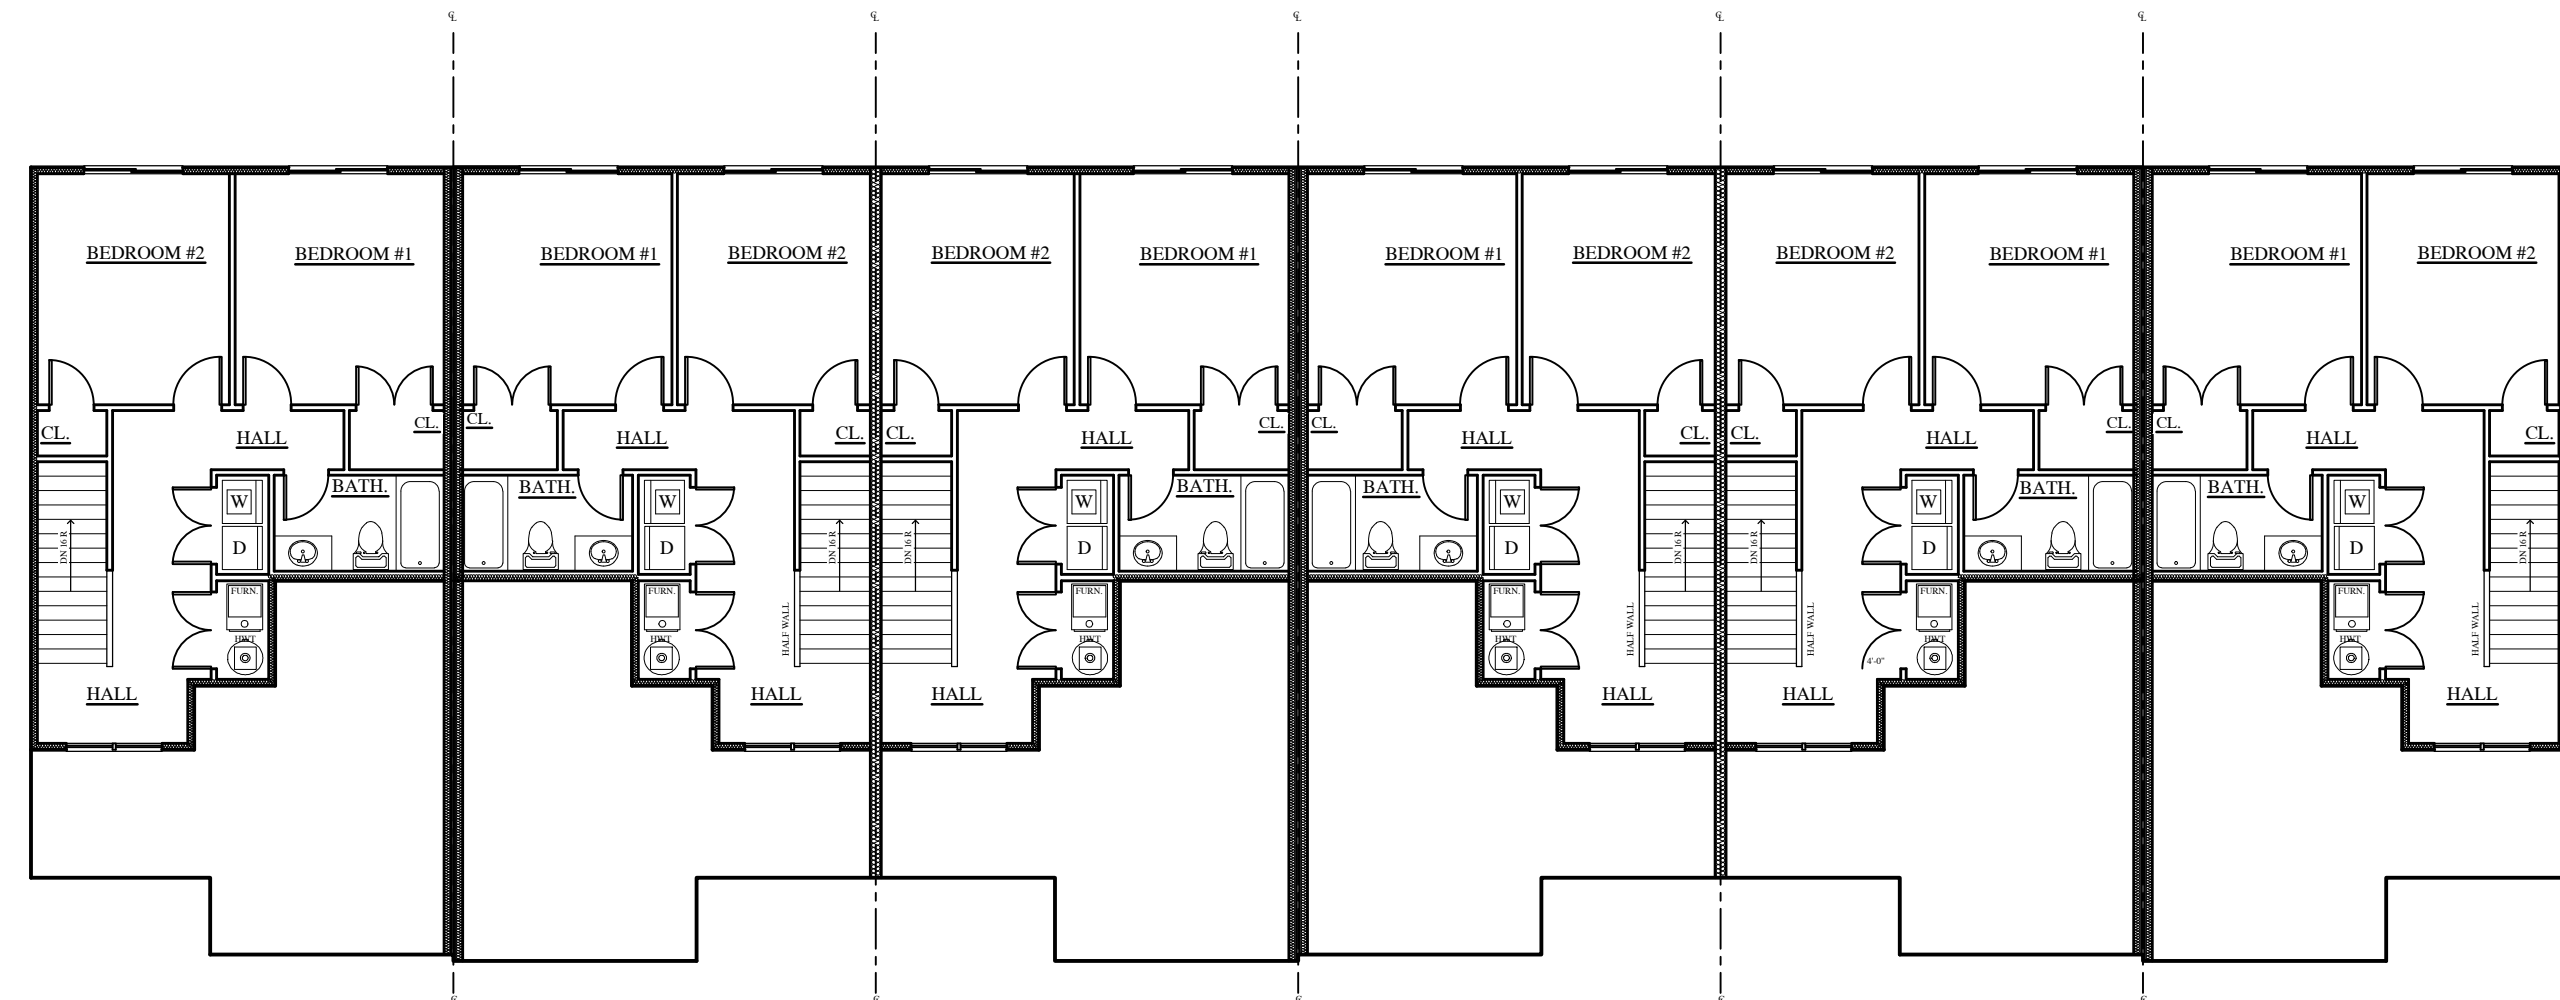 ℄ ℄ ℄ ℄ ℄
BEDROOM #2 BEDROOM #1 BEDROOM #1 BEDROOM #2 BEDROOM #2 BEDROOM #1 BEDROOM #1 BEDROOM #2 BEDROOM #2 BEDROOM #1 BEDROOM #1 BEDROOM #2
CL. CL. CL. CL. CL. CL. CL. CL. CL. CL. CL. CL.
HALL HALL HALL HALL HALL HALL
BATH. BATH. BATH. BATH. BATH. BATH.
W W W W W W
D D D D D D
DN 16 R DN 16 R DN 16 R DN 16 R DN 16 R DN 16 R
FURN. FURN. FURN. FURN. FURN. FURN.
HALF WALL HALF WALL HALF WALL HALF WALL
HWT HWT HWT HWT HWT HWT
4'-0"
HALL HALL HALL HALL HALL HALL
℄ ℄ ℄ ℄ ℄